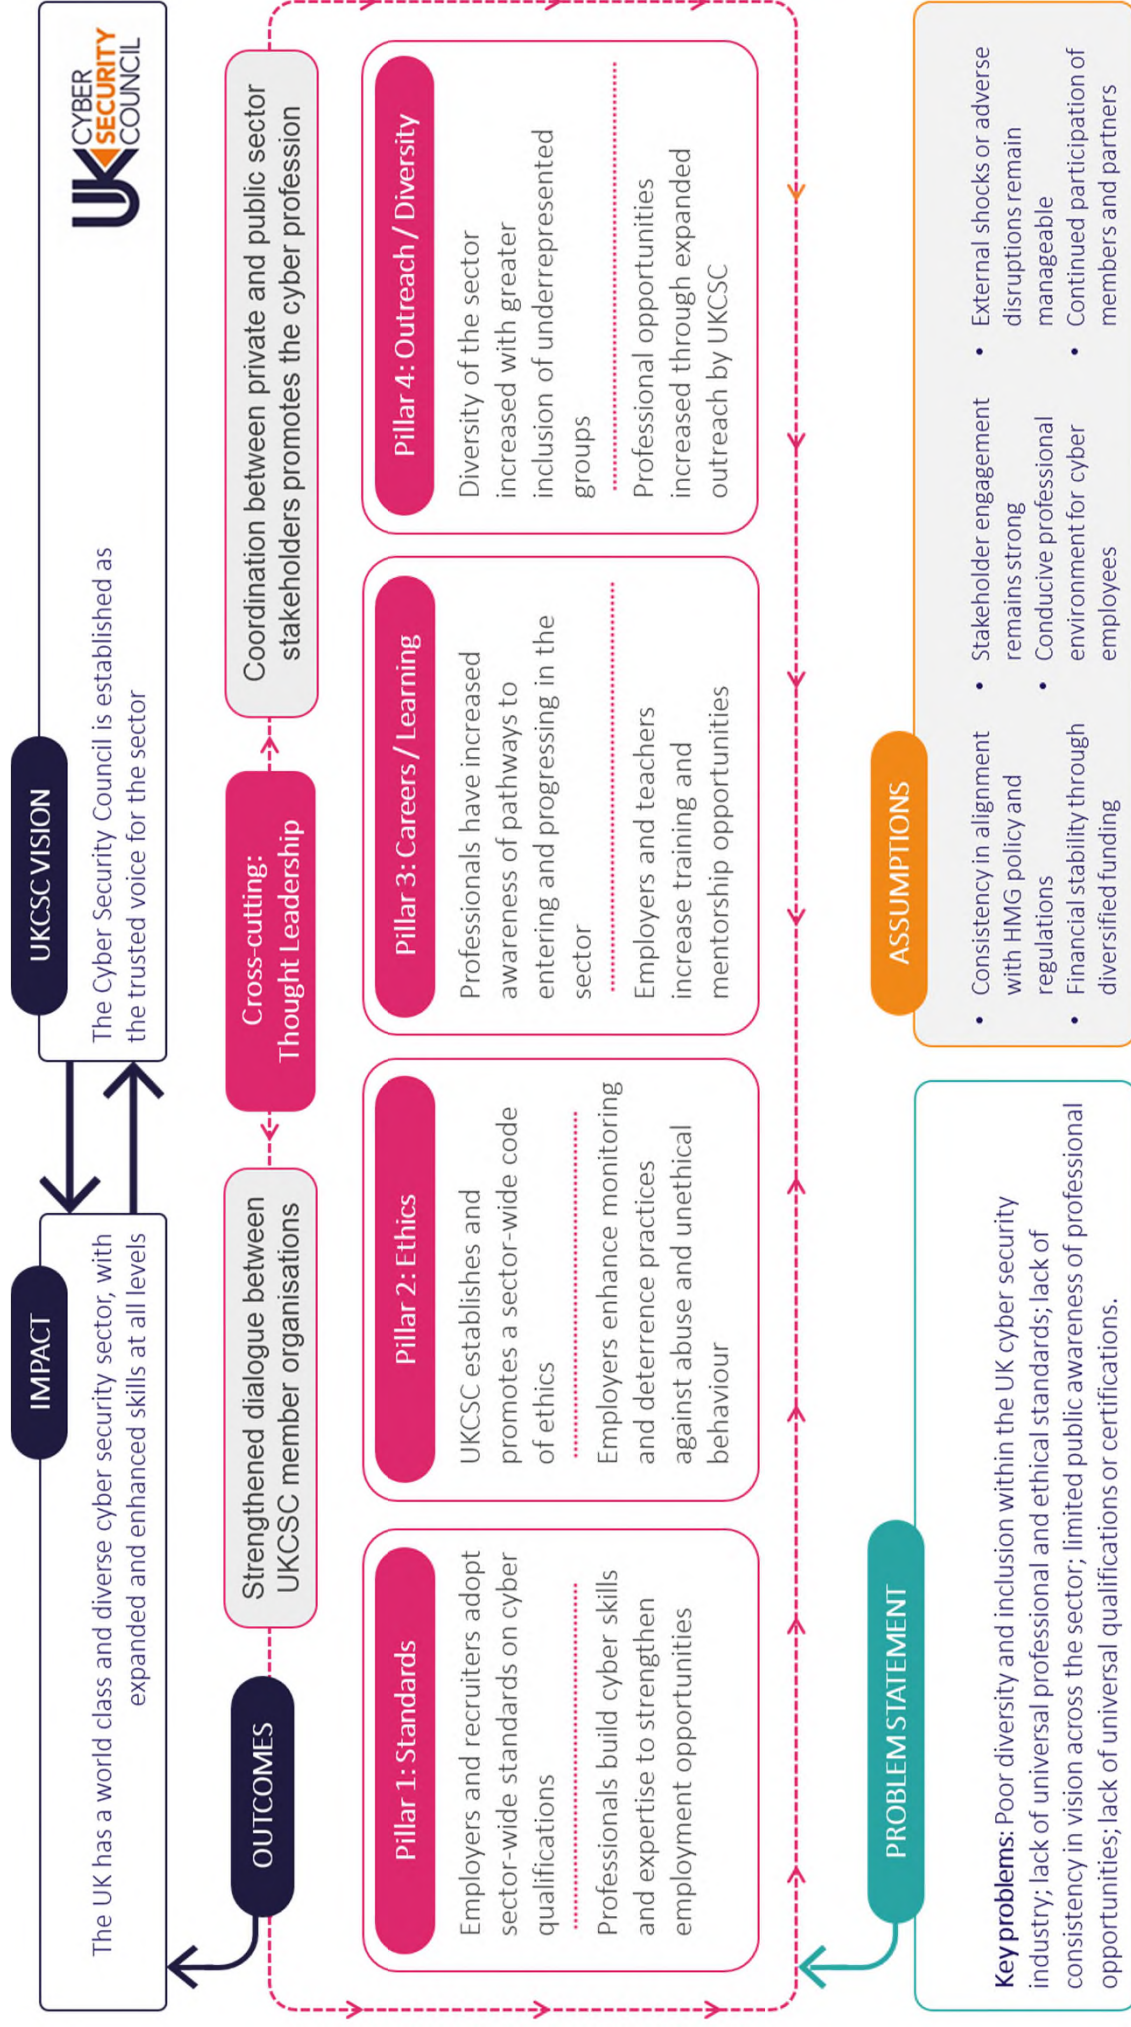 IMPACT
The UK has a world class and diverse cyber security sector, with
expanded and enhanced skills at all levels
UKCSC VISION
The Cyber Security Council is established as
the trusted voice for the sector
UK CYBER
SECURITY
COUNCIL
OUTCOMES
Strengthened dialogue between
UKCSC member organisations
Cross-cutting:
Thought Leadership
Coordination between private and public sector
stakeholders promotes the cyber profession
Pillar 1: Standards
Employers and recruiters adopt
sector-wide standards on cyber
qualifications
Professionals build cyber skills
and expertise to strengthen
employment opportunities
Pillar 2: Ethics
UKCSC establishes and
promotes a sector-wide code
of ethics
Employers enhance monitoring
and deterrence practices
against abuse and unethical
behaviour
Pillar 3: Careers / Learning
Professionals have increased
awareness of pathways to
entering and progressing in the
sector
Employers and teachers
increase training and
mentorship opportunities
Pillar 4: Outreach / Diversity
Diversity of the sector
increased with greater
inclusion of underrepresented
groups
Professional opportunities
increased through expanded
outreach by UKCSC
PROBLEM STATEMENT
Key problems: Poor diversity and inclusion within the UK cyber security
industry; lack of universal professional and ethical standards; lack of
consistency in vision across the sector; limited public awareness of professional
opportunities; lack of universal qualifications or certifications.
ASSUMPTIONS
• Consistency in alignment
with HMG policy and
regulations
• Financial stability through
diversified funding
• Stakeholder engagement
remains strong
• Conducive professional
environment for cyber
employees
• External shocks or adverse
disruptions remain
manageable
• Continued participation of
members and partners